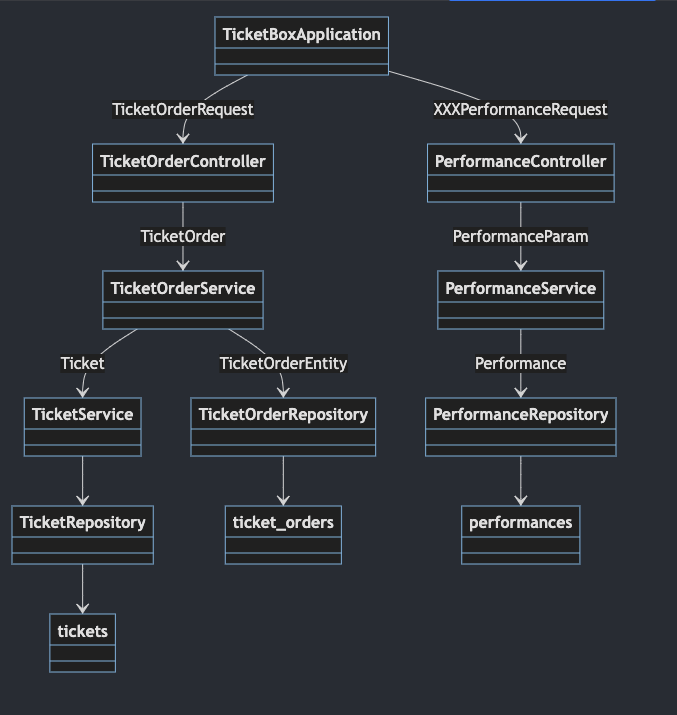 TicketBoxApplication
TicketOrderRequest
XXXPerformanceRequest
TicketOrderController
PerformanceController
TicketOrder
PerformanceParam
TicketOrderService
PerformanceService
Ticket
TicketOrderEntity
Performance
TicketService
TicketOrderRepository
PerformanceRepository
TicketRepository
ticket_orders
performances
tickets